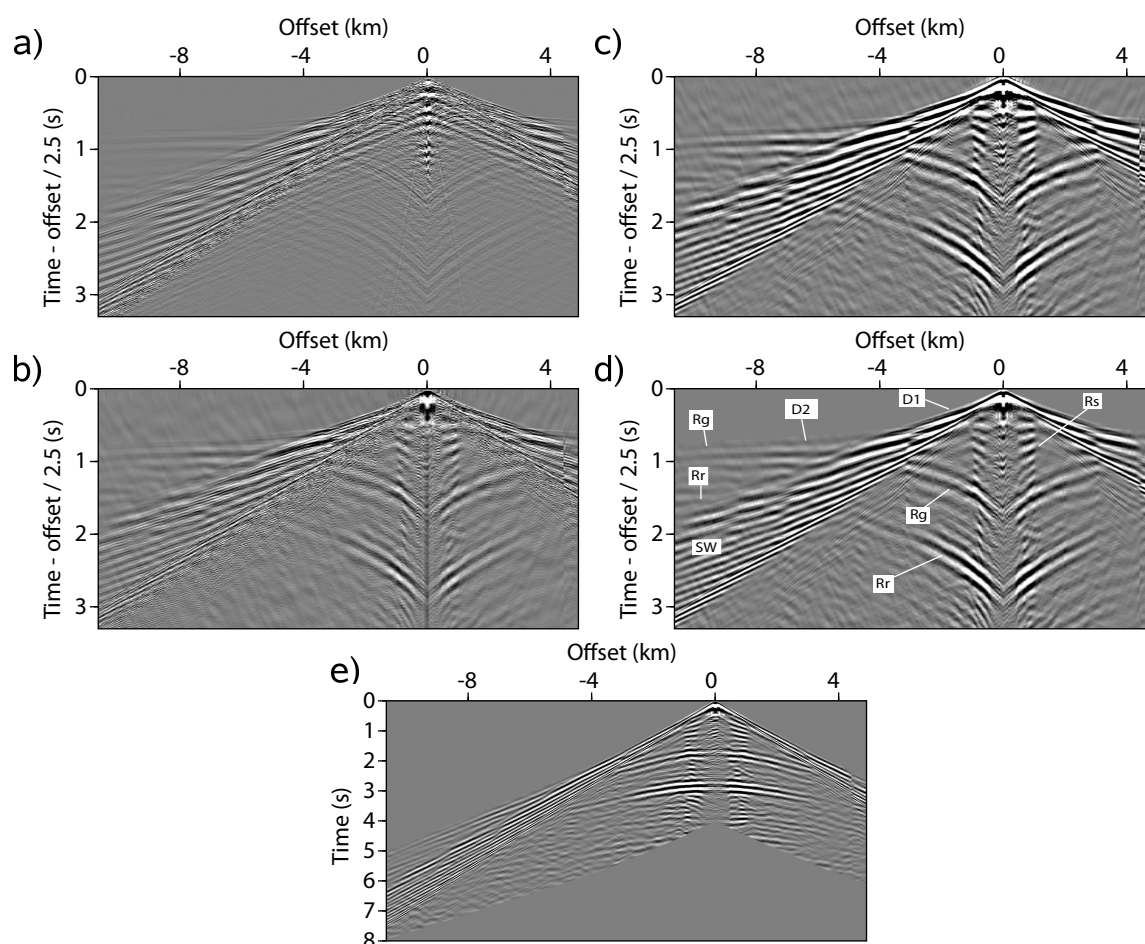 a)
Offset (km)
-8 -4 0 4
0
1
2
3
Time - offset / 2.5 (s)
c)
Offset (km)
-8 -4 0 4
0
1
2
3
Time - offset / 2.5 (s)
b)
Offset (km)
-8 -4 0 4
0
1
2
3
Time - offset / 2.5 (s)
d)
Offset (km)
-8 -4 0 4
0
1
2
3
Time - offset / 2.5 (s)
D1
Rs
D2
Rg
Rr
Rg
SW
Rr
e)
Offset (km)
-8 -4 0 4
0
1
2
3
4
5
6
7
8
Time (s)